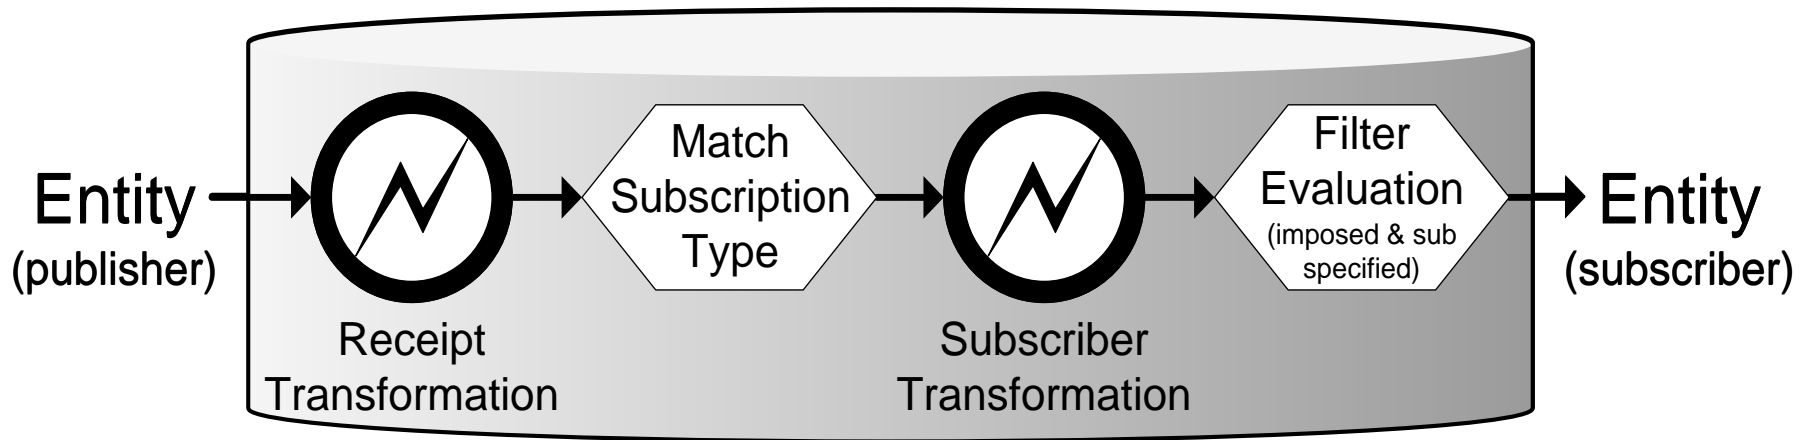 Entity
(publisher)
Receipt
Transformation
Match
Subscription
Type
Subscriber
Transformation
Filter
Evaluation
(imposed & sub
specified)
Entity
(subscriber)